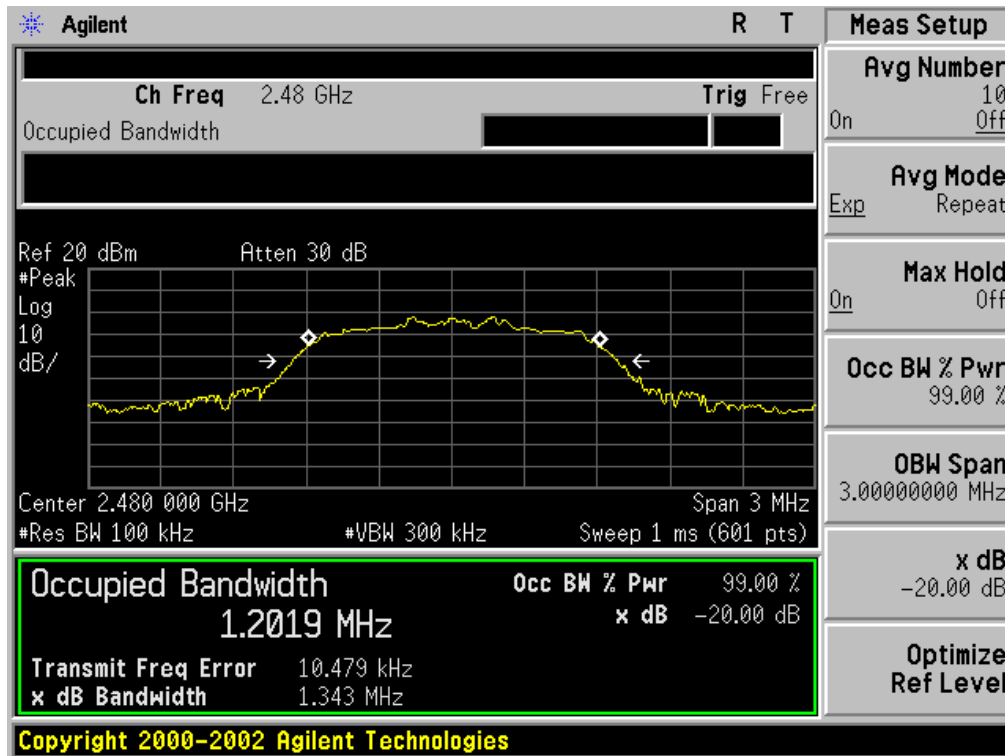 Agilent R T
Ch Freq 2.48 GHz Trig Free
Occupied Bandwidth
Ref 20 dBm Atten 30 dB
#Peak
Log
10
dB/
Center 2.480 000 GHz Span 3 MHz
#Res BW 100 kHz #VBW 300 kHz Sweep 1 ms (601 pts)
Occupied Bandwidth Occ BW % Pwr 99.00 %
1.2019 MHz x dB -20.00 dB
Transmit Freq Error 10.479 kHz
x dB Bandwidth 1.343 MHz
Copyright 2000-2002 Agilent Technologies
Meas Setup
Avg Number
10
On Off
Avg Mode
Exp Repeat
Max Hold
On Off
Occ BW % Pwr
99.00 %
OBW Span
3.00000000 MHz
x dB
-20.00 dB
Optimize
Ref Level